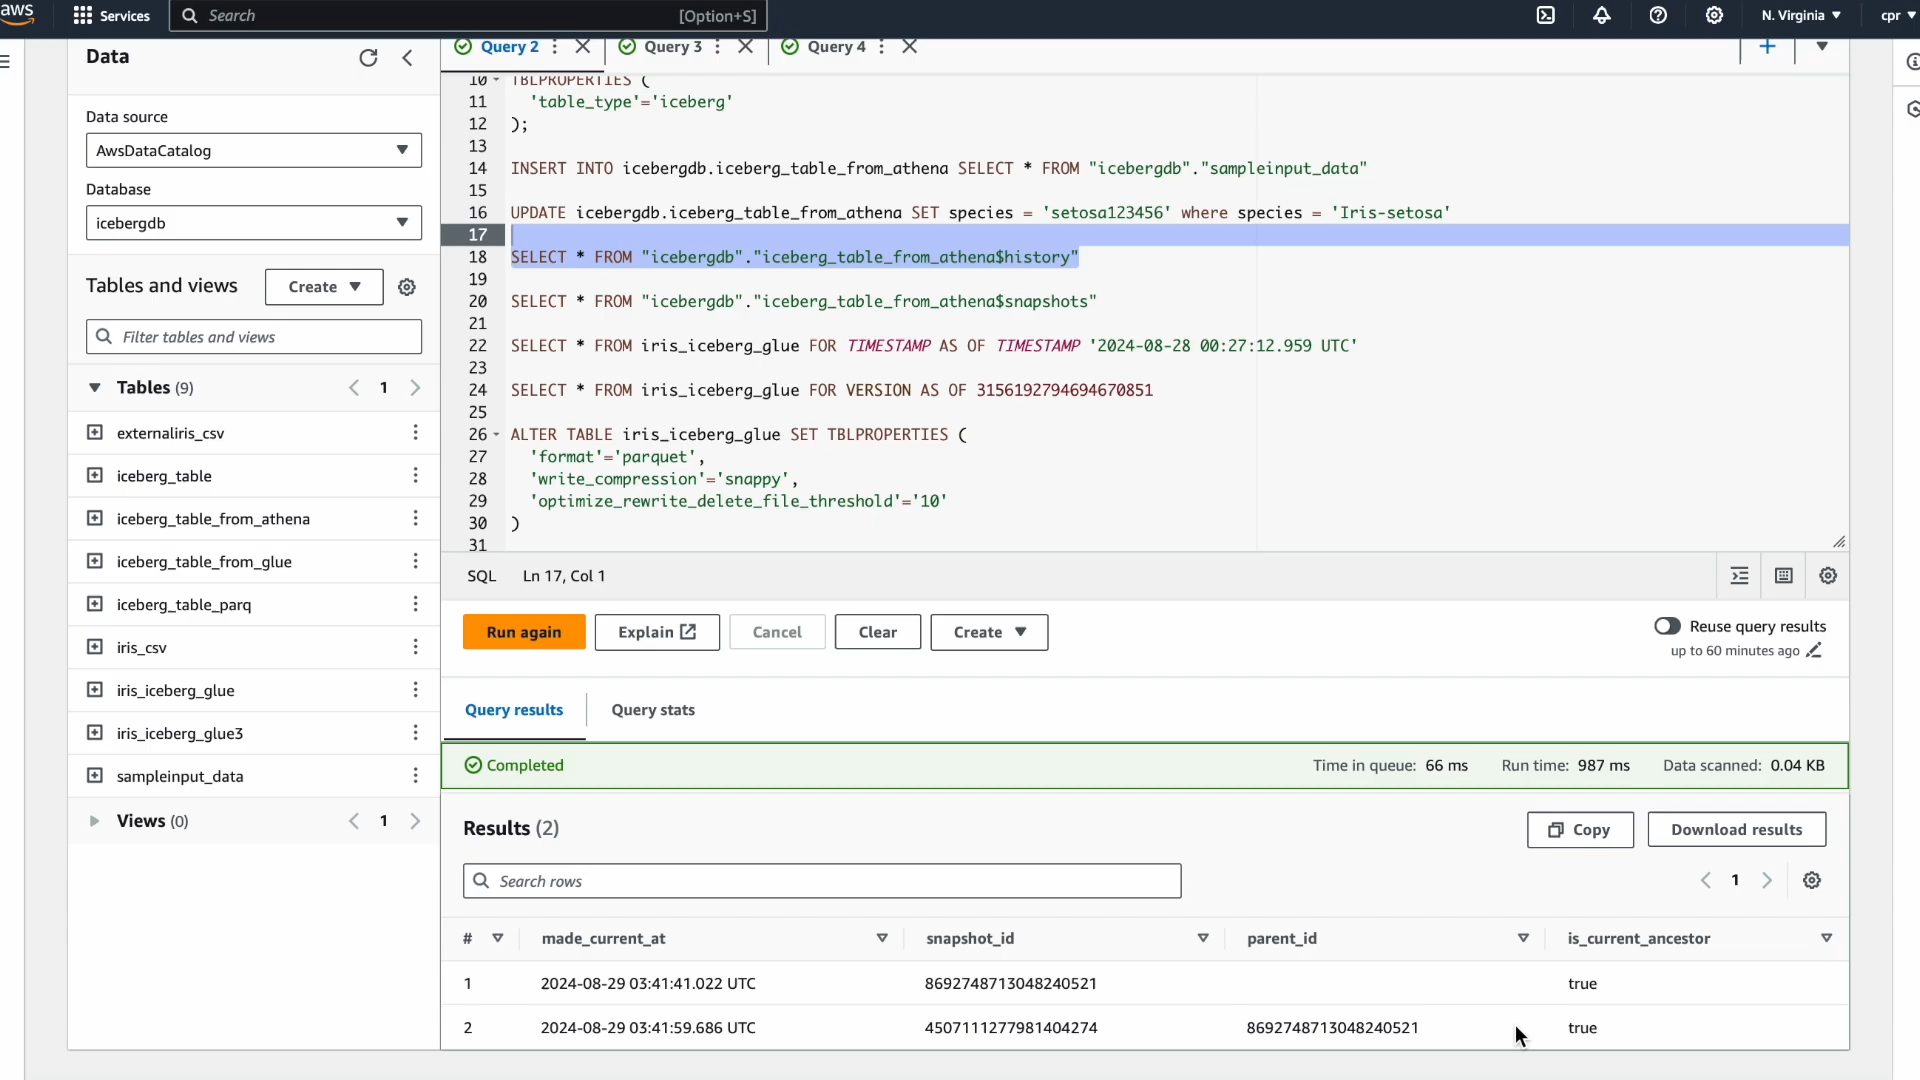 aws
Services
Search
[Option+S]
N. Virginia
cpr
Data
Data source
AwsDataCatalog
Database
icebergdb
Tables and views
Create
Filter tables and views
Tables (9)
1
externaliris_csv
iceberg_table
iceberg_table_from_athena
iceberg_table_from_glue
iceberg_table_parq
iris_csv
iris_iceberg_glue
iris_iceberg_glue3
sampleinput_data
Views (0)
1
Query 2
Query 3
Query 4
10 TBLPROPERTIES (
11 'table_type'='iceberg'
12 );
13
14 INSERT INTO icebergdb.iceberg_table_from_athena SELECT * FROM "icebergdb"."sampleinput_data"
15
16 UPDATE icebergdb.iceberg_table_from_athena SET species = 'setosa123456' where species = 'Iris-setosa'
17
18 SELECT * FROM "icebergdb"."iceberg_table_from_athena$history"
19
20 SELECT * FROM "icebergdb"."iceberg_table_from_athena$snapshots"
21
22 SELECT * FROM iris_iceberg_glue FOR TIMESTAMP AS OF TIMESTAMP '2024-08-28 00:27:12.959 UTC'
23
24 SELECT * FROM iris_iceberg_glue FOR VERSION AS OF 3156192794694670851
25
26 ALTER TABLE iris_iceberg_glue SET TBLPROPERTIES (
27 'format'='parquet',
28 'write_compression'='snappy',
29 'optimize_rewrite_delete_file_threshold'='10'
30 )
31
SQL Ln 17, Col 1
Run again
Explain
Cancel
Clear
Create
Reuse query results
up to 60 minutes ago
Query results
Query stats
Completed
Time in queue: 66 ms
Run time: 987 ms
Data scanned: 0.04 KB
Results (2)
Copy
Download results
Search rows
1
# made_current_at snapshot_id parent_id is_current_ancestor
1 2024-08-29 03:41:41.022 UTC 8692748713048240521 true
2 2024-08-29 03:41:59.686 UTC 4507111277981404274 8692748713048240521 true